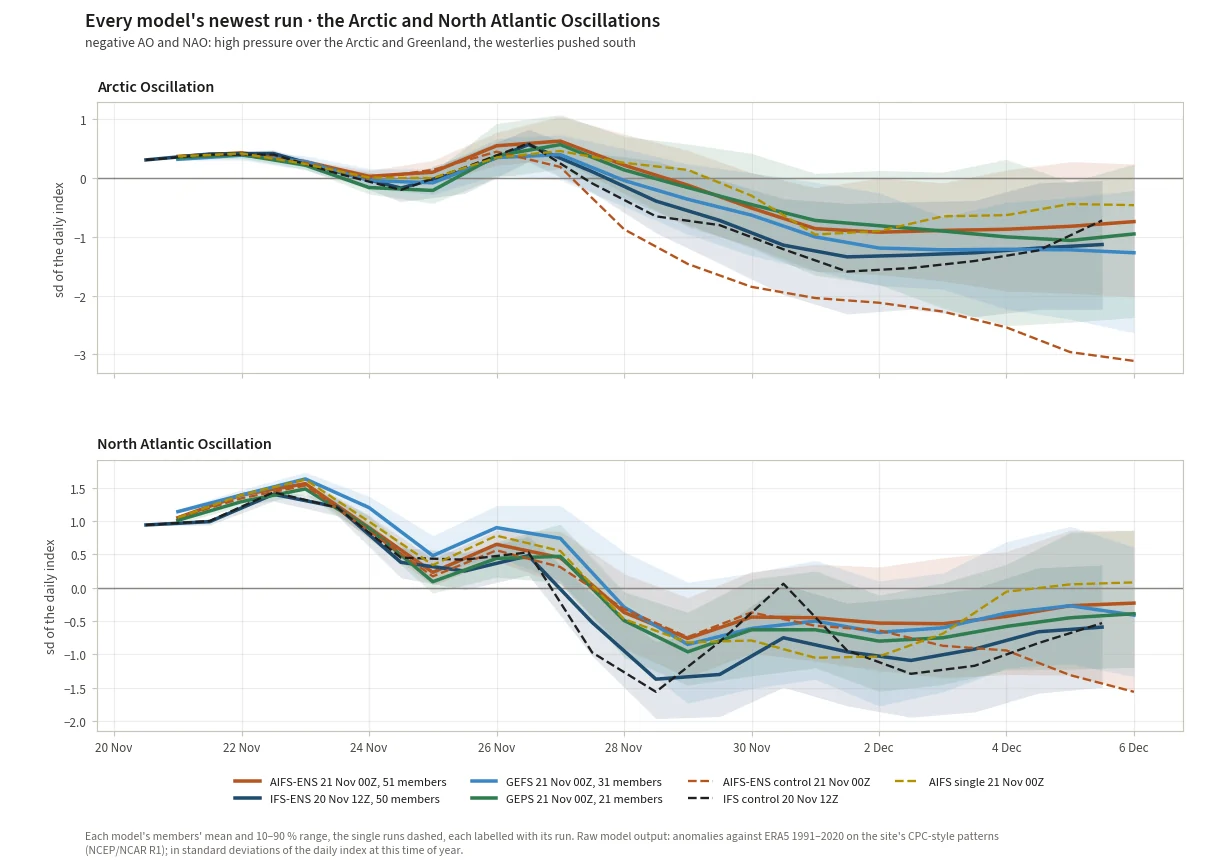 Every model's newest run · the Arctic and North Atlantic Oscillations
negative AO and NAO: high pressure over the Arctic and Greenland, the westerlies pushed south
Arctic Oscillation
sd of the daily index
1
0
−1
−2
−3
North Atlantic Oscillation
sd of the daily index
1.5
1.0
0.5
0.0
−0.5
−1.0
−1.5
−2.0
20 Nov 22 Nov 24 Nov 26 Nov 28 Nov 30 Nov 2 Dec 4 Dec 6 Dec
AIFS-ENS 21 Nov 00Z, 51 members GEFS 21 Nov 00Z, 31 members AIFS-ENS control 21 Nov 00Z AIFS single 21 Nov 00Z
IFS-ENS 20 Nov 12Z, 50 members GEPS 21 Nov 00Z, 21 members IFS control 20 Nov 12Z
Each model's members' mean and 10–90 % range, the single runs dashed, each labelled with its run. Raw model output: anomalies against ERA5 1991–2020 on the site's CPC-style patterns
(NCEP/NCAR R1); in standard deviations of the daily index at this time of year.